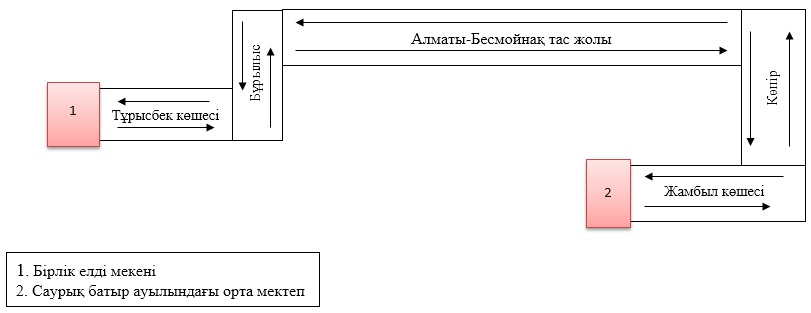 Алматы-Бесмойнақ тас жолы
Бұрылыс
Көпір
1
Тұрысбек көшесі
2
Жамбыл көшесі
1. Бірлік елді мекені
2. Саурық батыр ауылындағы орта мектеп